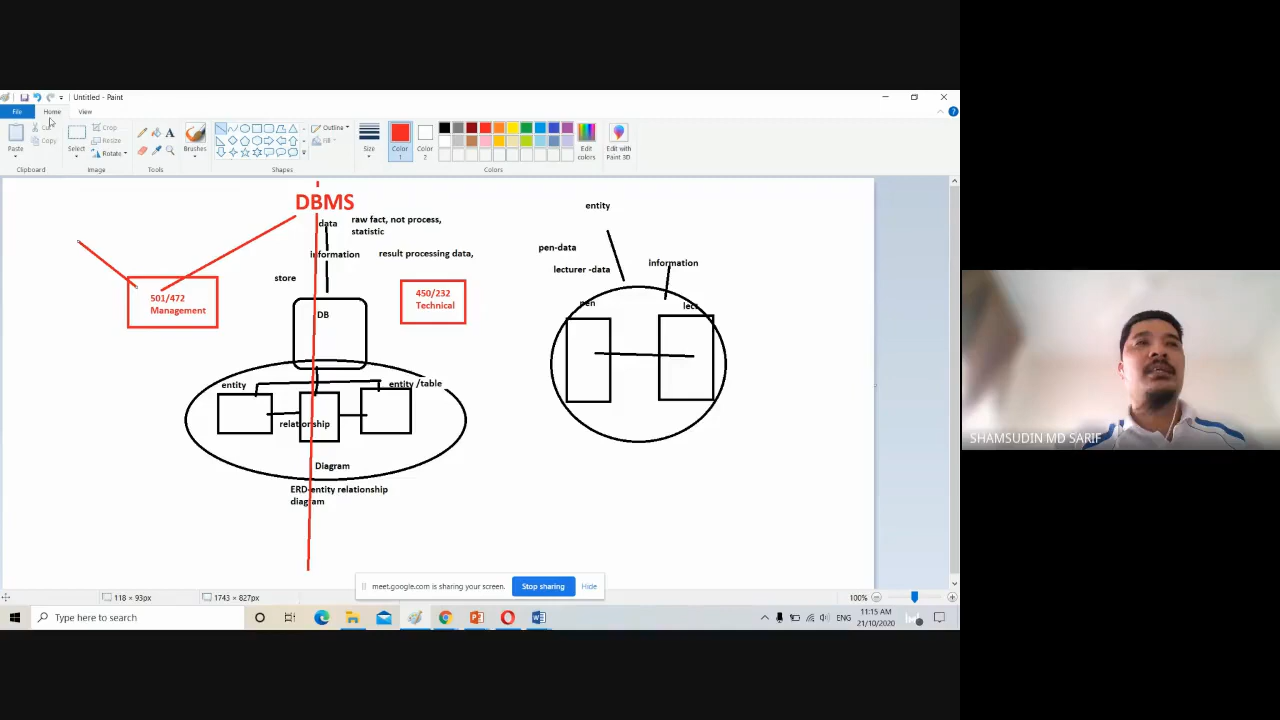 Untitled - Paint
File
Home
View
Paste
Cut
Copy
Clipboard
Select
Crop
Resize
Rotate
Image
Tools
Brushes
Shapes
Outline
Fill
Size
Color
1
Color
2
Edit
colors
Edit with
Paint 3D
Colors
DBMS
data
raw fact, not process,
statistic
information
result processing data,
store
501/472
Management
450/232
Technical
DB
entity
entity /table
relationship
Diagram
ERD-entity relationship
diagram
entity
pen-data
lecturer -data
information
pen
lect
SHAMSUDIN MD SARIF
meet.google.com is sharing your screen.
Stop sharing
Hide
118 × 93px
1743 × 827px
100%
Type here to search
ENG
11:15 AM
21/10/2020